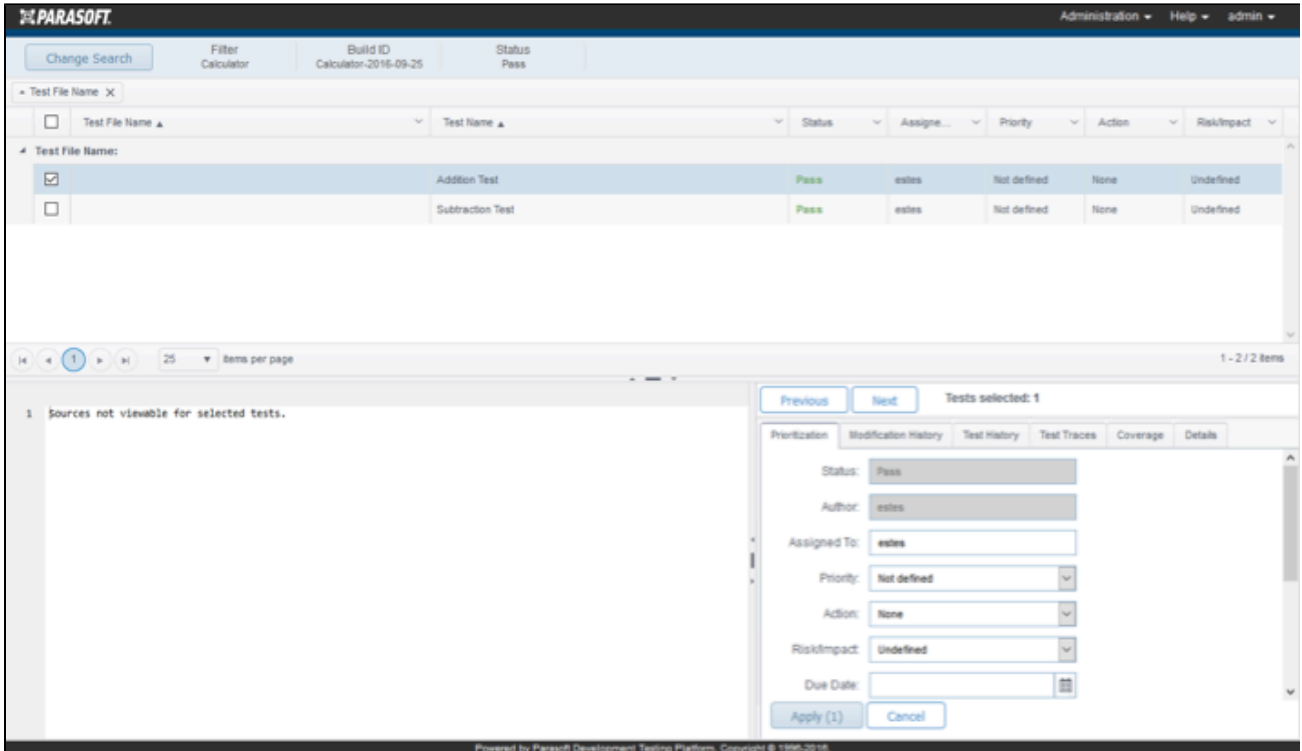 PARASOFT. Administration Help admin
Change Search Filter Build ID Status
Calculator Calculator-2016-09-25 Pass
Test File Name X
Test File Name Test Name Status Assigne... Priority Action Risk/Impact
Test File Name:
Addition Test Pass estes Not defined None Undefined
Subtraction Test Pass estes Not defined None Undefined
1 25 items per page 1 - 2 / 2 items
Previous Next Tests selected: 1
1 Sources not viewable for selected tests.
Prioritization Modification History Test History Test Traces Coverage Details
Status: Pass
Author: estes
Assigned To: estes
Priority: Not defined
Action: None
Risk/Impact: Undefined
Due Date:
Apply (1) Cancel
Powered by Parasoft Development Testing Platform. Copyright © 1996-2016.